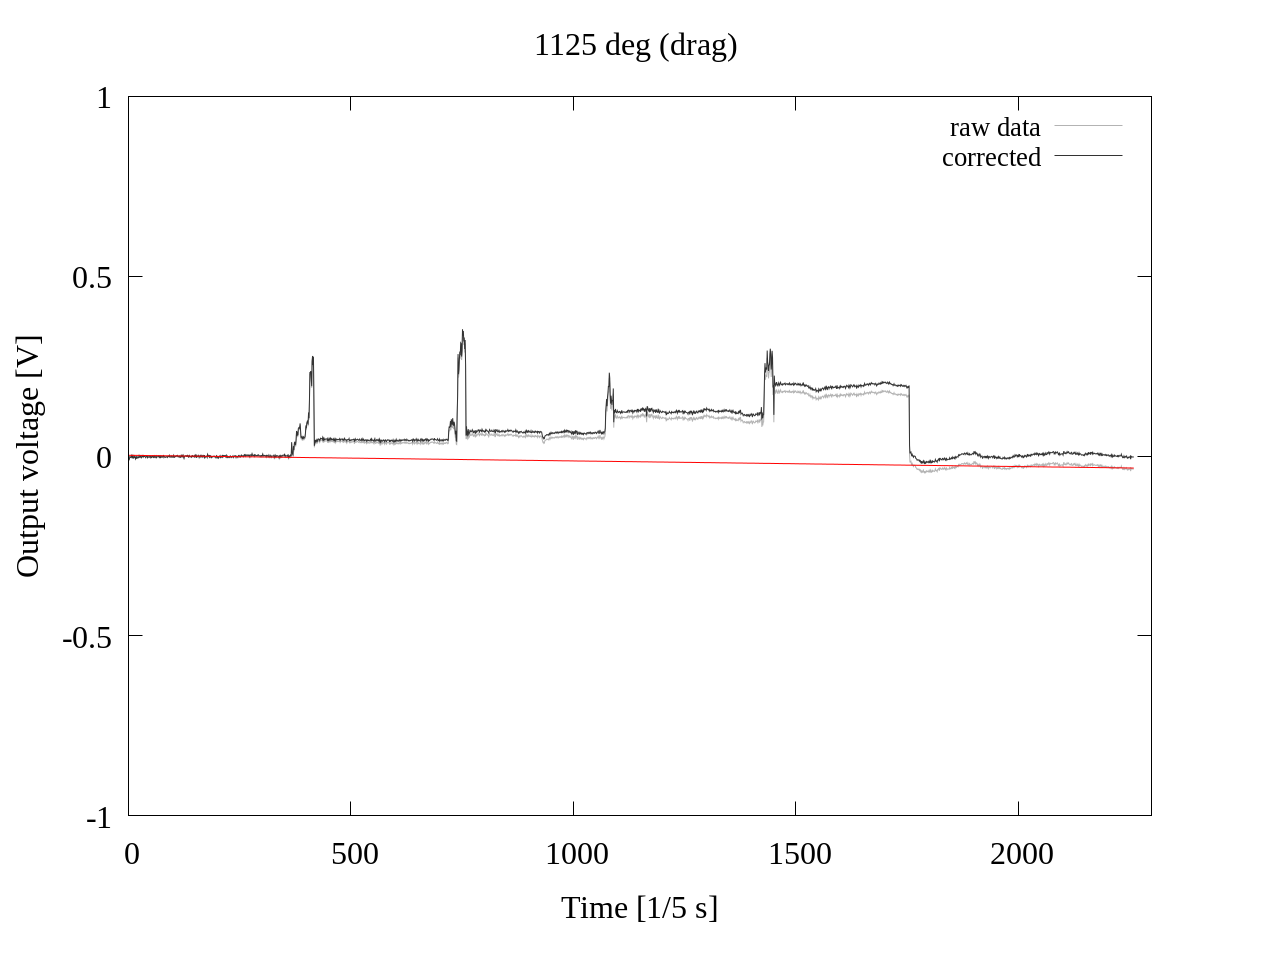 1125 deg (drag)
1
raw data
corrected
0.5
0
-0.5
-1
Output voltage [V]
0 500 1000 1500 2000
Time [1/5 s]